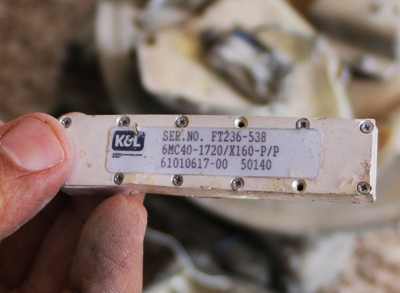 K&L
SER.NO. FT236-538
6MC40-1720/X160-P/P
61010617-00 50140